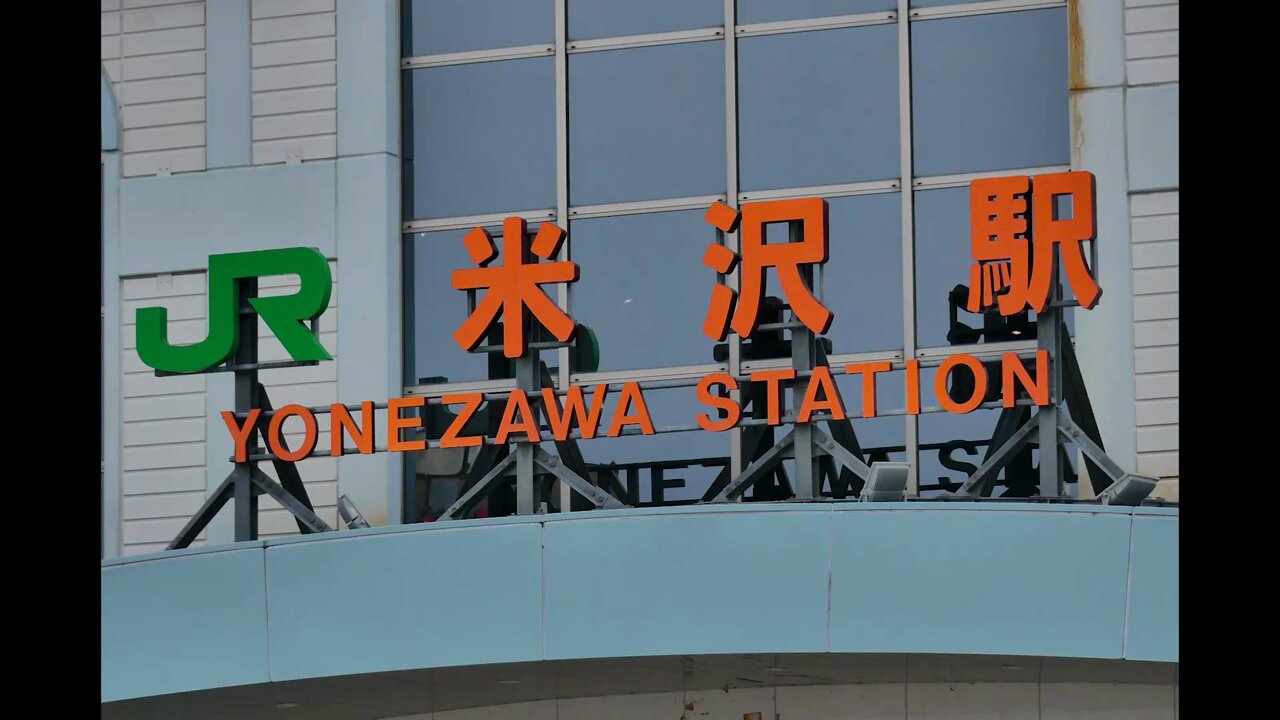 JR 米沢駅
YONEZAWA STATION